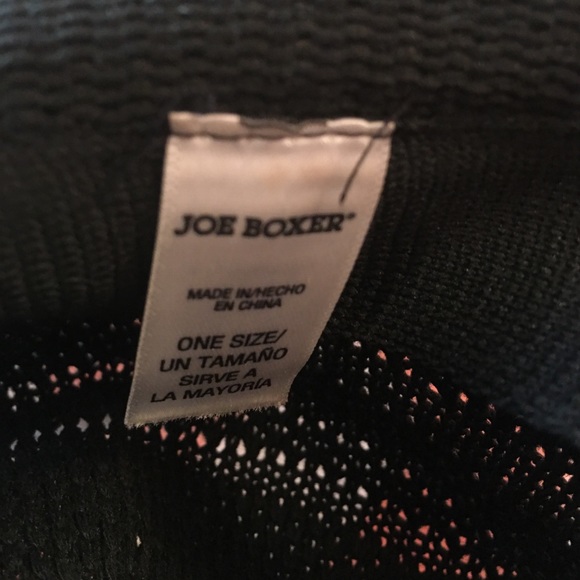 JOE BOXER®
MADE IN/HECHO
EN CHINA
ONE SIZE/
UN TAMAÑO
SIRVE A
LA MAYORÍA